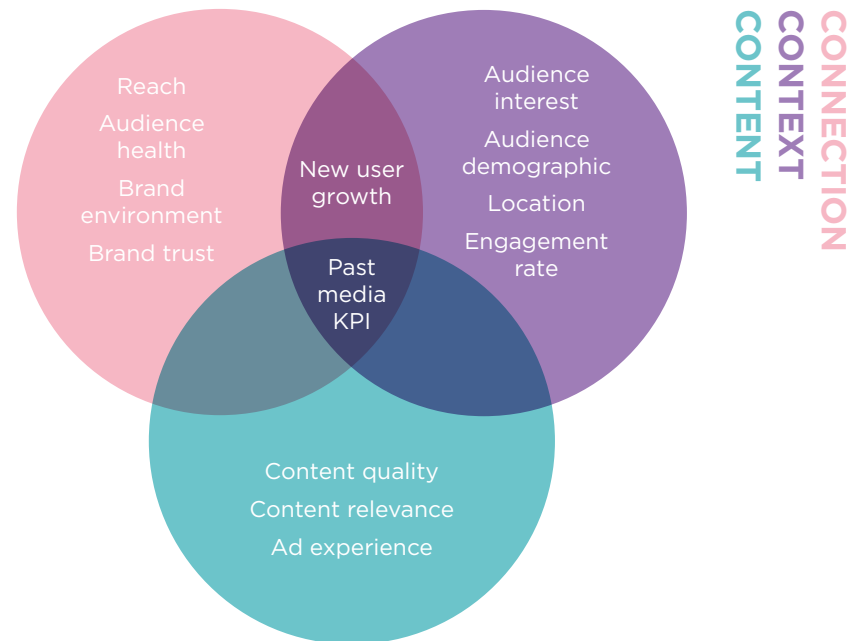 Reach
Audience
health
Brand
environment
Brand trust
New user
growth
Past
media
KPI
Audience
interest
Audience
demographic
Location
Engagement
rate
Content quality
Content relevance
Ad experience
CONNECTION
CONTEXT
CONTENT